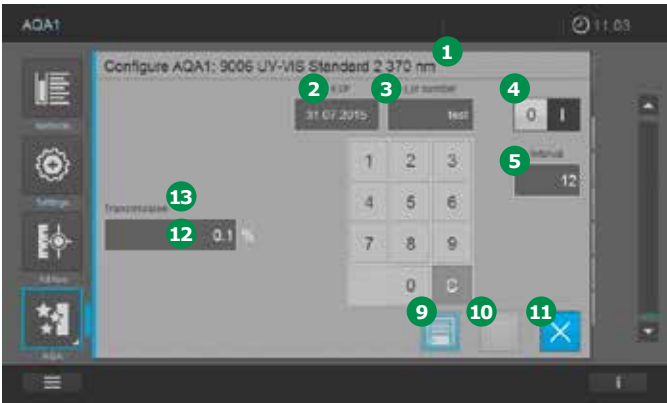 AQA1
11:03
Configure AQA1: 9006 UV-VIS Standard 2 370 nm
1
2
3
4
31.07.2015
test
0 I
Interval
5
12
1 2 3
4 5 6
7 8 9
0 C
Settings
13
Transmission
12
0.1 %
AQA
9
10
11
i